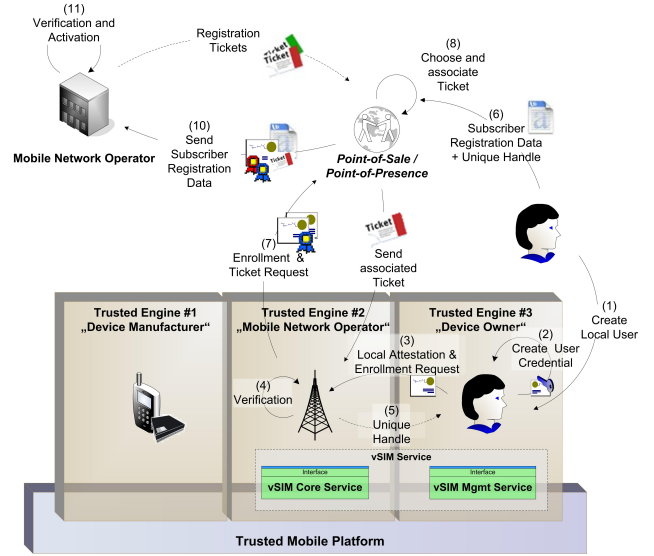 (11)
Verification and
Activation
Registration
Tickets
Ticket
Ticket
(8)
Choose and
associate
Ticket
(6)
Subscriber
Registration Data
+ Unique Handle
Mobile Network Operator
(10)
Send
Subscriber
Registration
Data
Ticket
Point-of-Sale /
Point-of-Presence
(7)
Enrollment &
Ticket Request
Ticket
Send
associated
Ticket
(1)
Create
Local User
Trusted Engine #1
„Device Manufacturer“
Trusted Engine #2
„Mobile Network Operator“
Trusted Engine #3
„Device Owner“
(2)
Create User
Credential
(3)
Local Attestation &
Enrollment Request
(4)
Verification
(5)
Unique
Handle
vSIM Service
Interface
vSIM Core Service
Interface
vSIM Mgmt Service
Trusted Mobile Platform